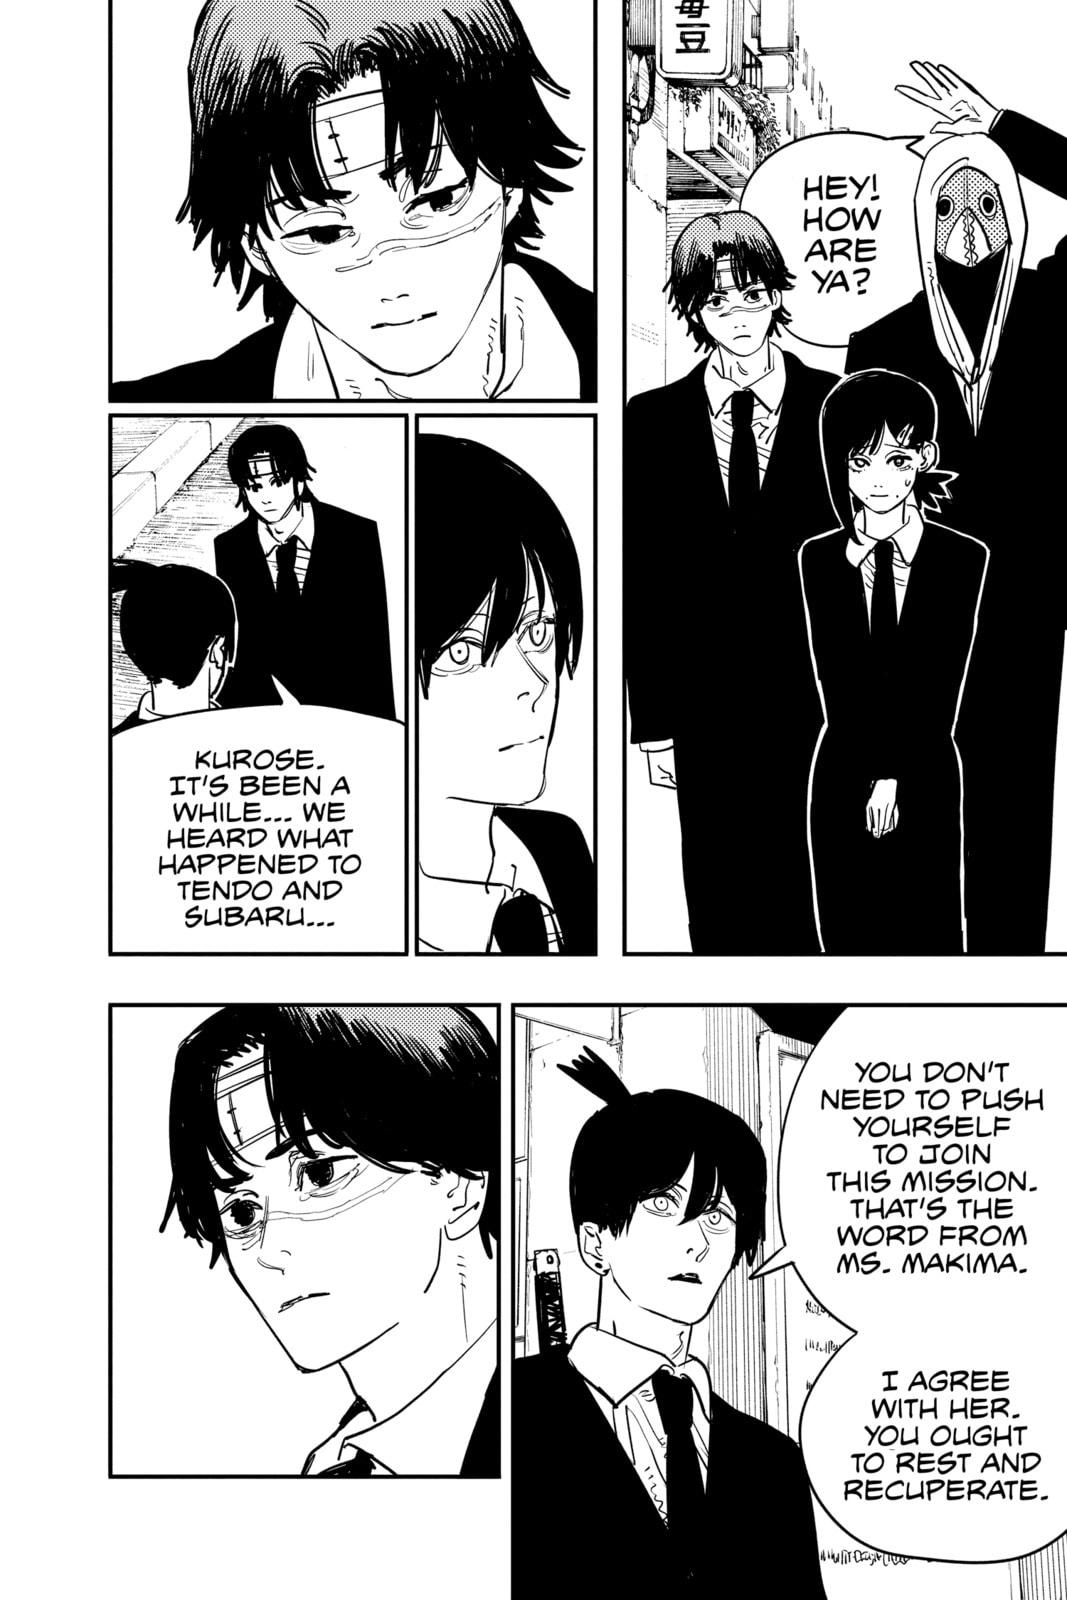 毎
豆
HEY!
HOW
ARE
YA?
KUROSE.
IT'S BEEN A
WHILE... WE
HEARD WHAT
HAPPENED TO
TENDO AND
SUBARU...
YOU DON'T
NEED TO PUSH
YOURSELF
TO JOIN
THIS MISSION.
THAT'S THE
WORD FROM
MS. MAKIMA.
I AGREE
WITH HER.
YOU OUGHT
TO REST AND
RECUPERATE.